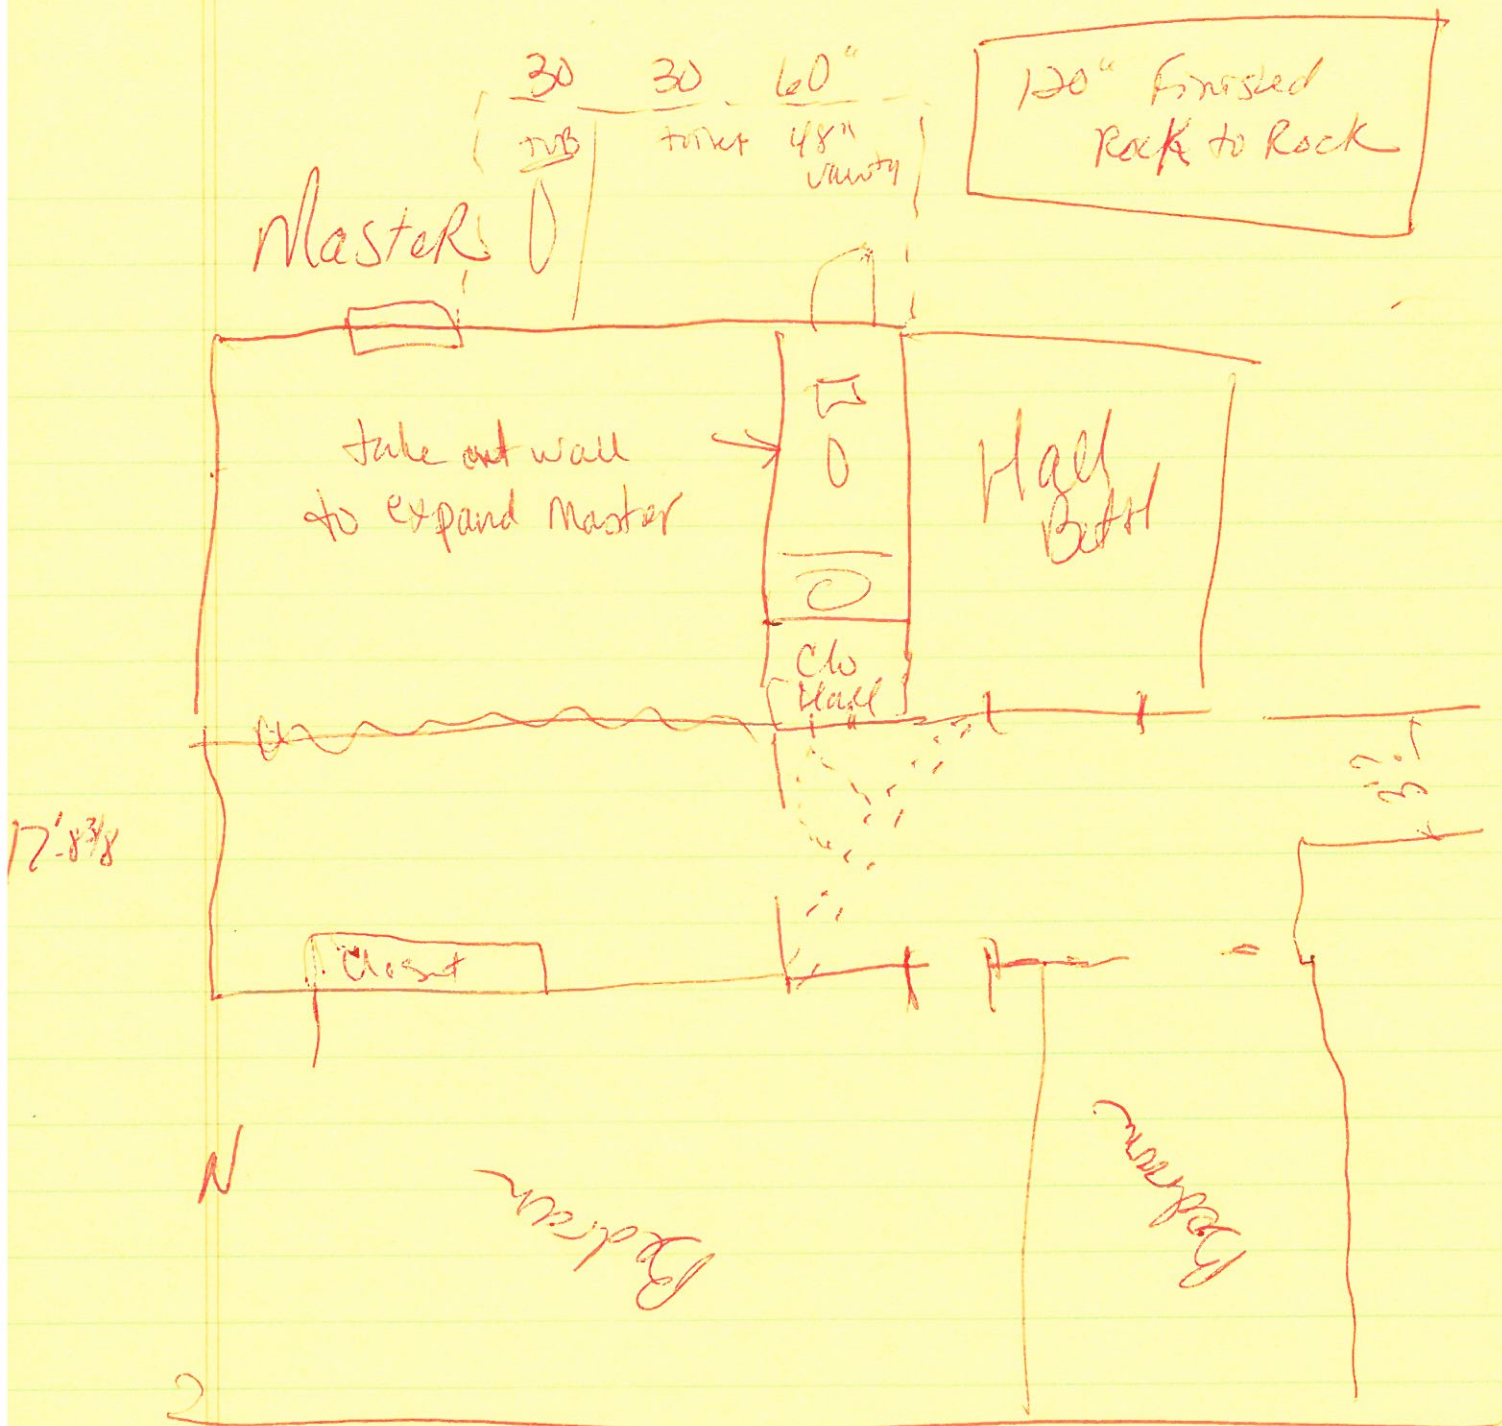 30 30 60"
TUB toilet 48"
vanity
120" Finished
Rock to Rock
Master
take out wall
to expand Master
Hall
Bath
Clo
Hall
17'-8 3/8
Closet
N
Bedroom
Bedroom